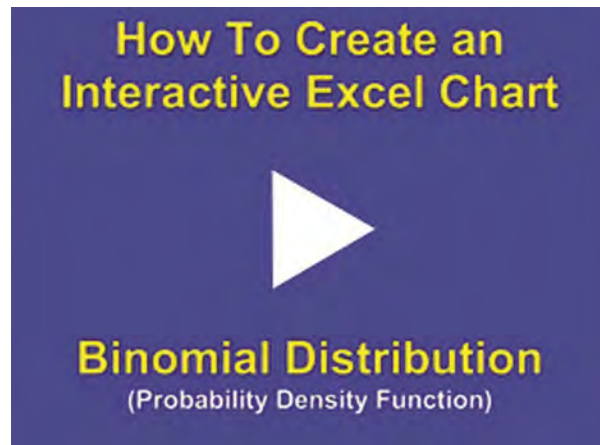 How To Create an
Interactive Excel Chart
Binomial Distribution
(Probability Density Function)